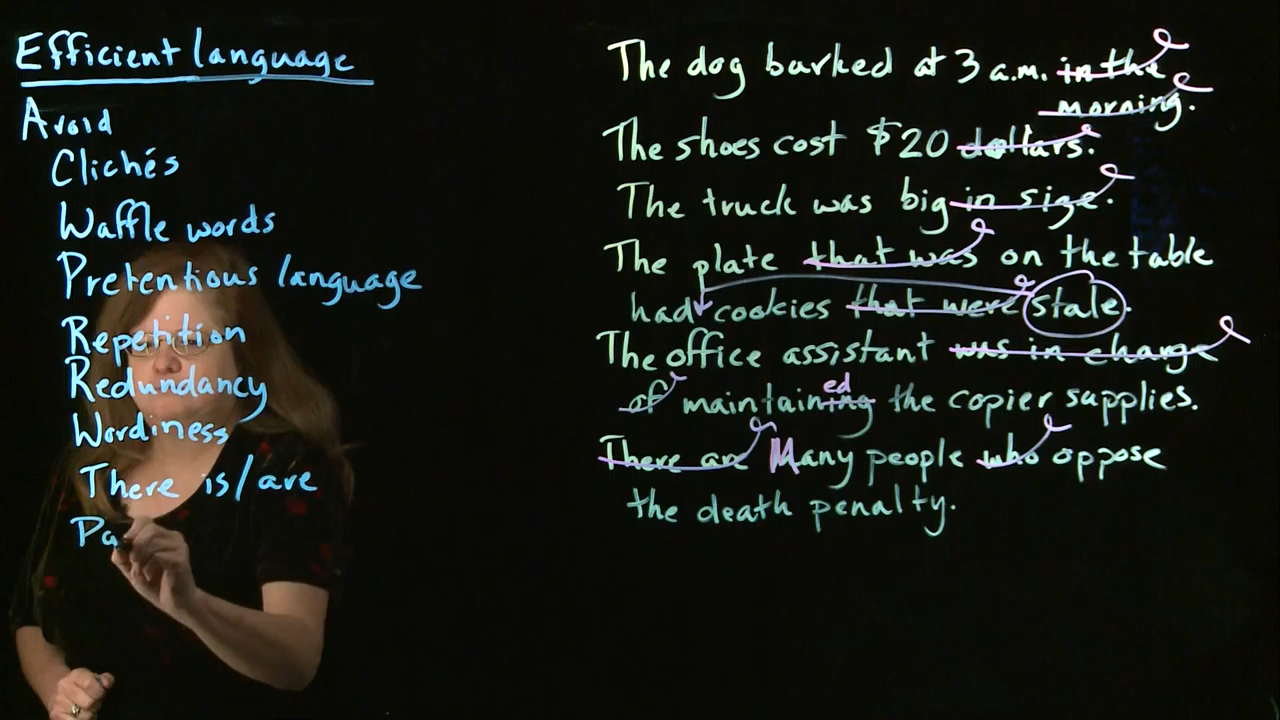 Efficient language
Avoid
Clichés
Waffle words
Pretentious language
Repetition
Redundancy
Wordiness
There is/are
Pa
The dog barked at 3 a.m. in the
morning.
The shoes cost $20 dollars.
The truck was big in size.
The plate that was on the table
had cookies that were stale.
The office assistant was in charge
of maintaining ed the copier supplies.
There are Many people who oppose
the death penalty.